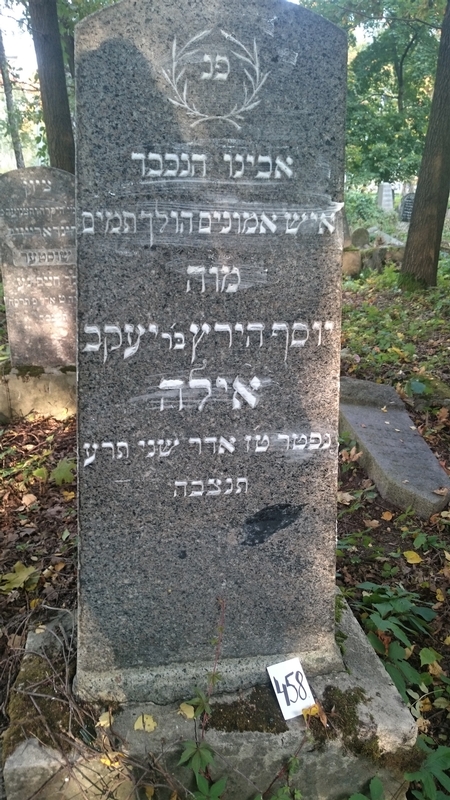 פנ
אבינו הנכבד
איש אמונים הולך תמים
מוה
יוסף הירץ במ יעקב
אילה
נפטר טז אדר שני תרע
תנצבה
458